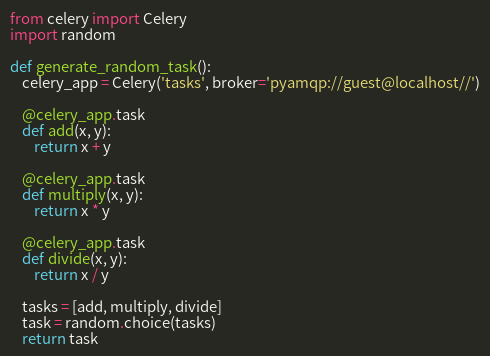 from celery import Celery
import random

def generate_random_task():
    celery_app = Celery('tasks', broker='pyamqp://guest@localhost//')

    @celery_app.task
    def add(x, y):
        return x + y

    @celery_app.task
    def multiply(x, y):
        return x * y

    @celery_app.task
    def divide(x, y):
        return x / y

    tasks = [add, multiply, divide]
    task = random.choice(tasks)
    return task